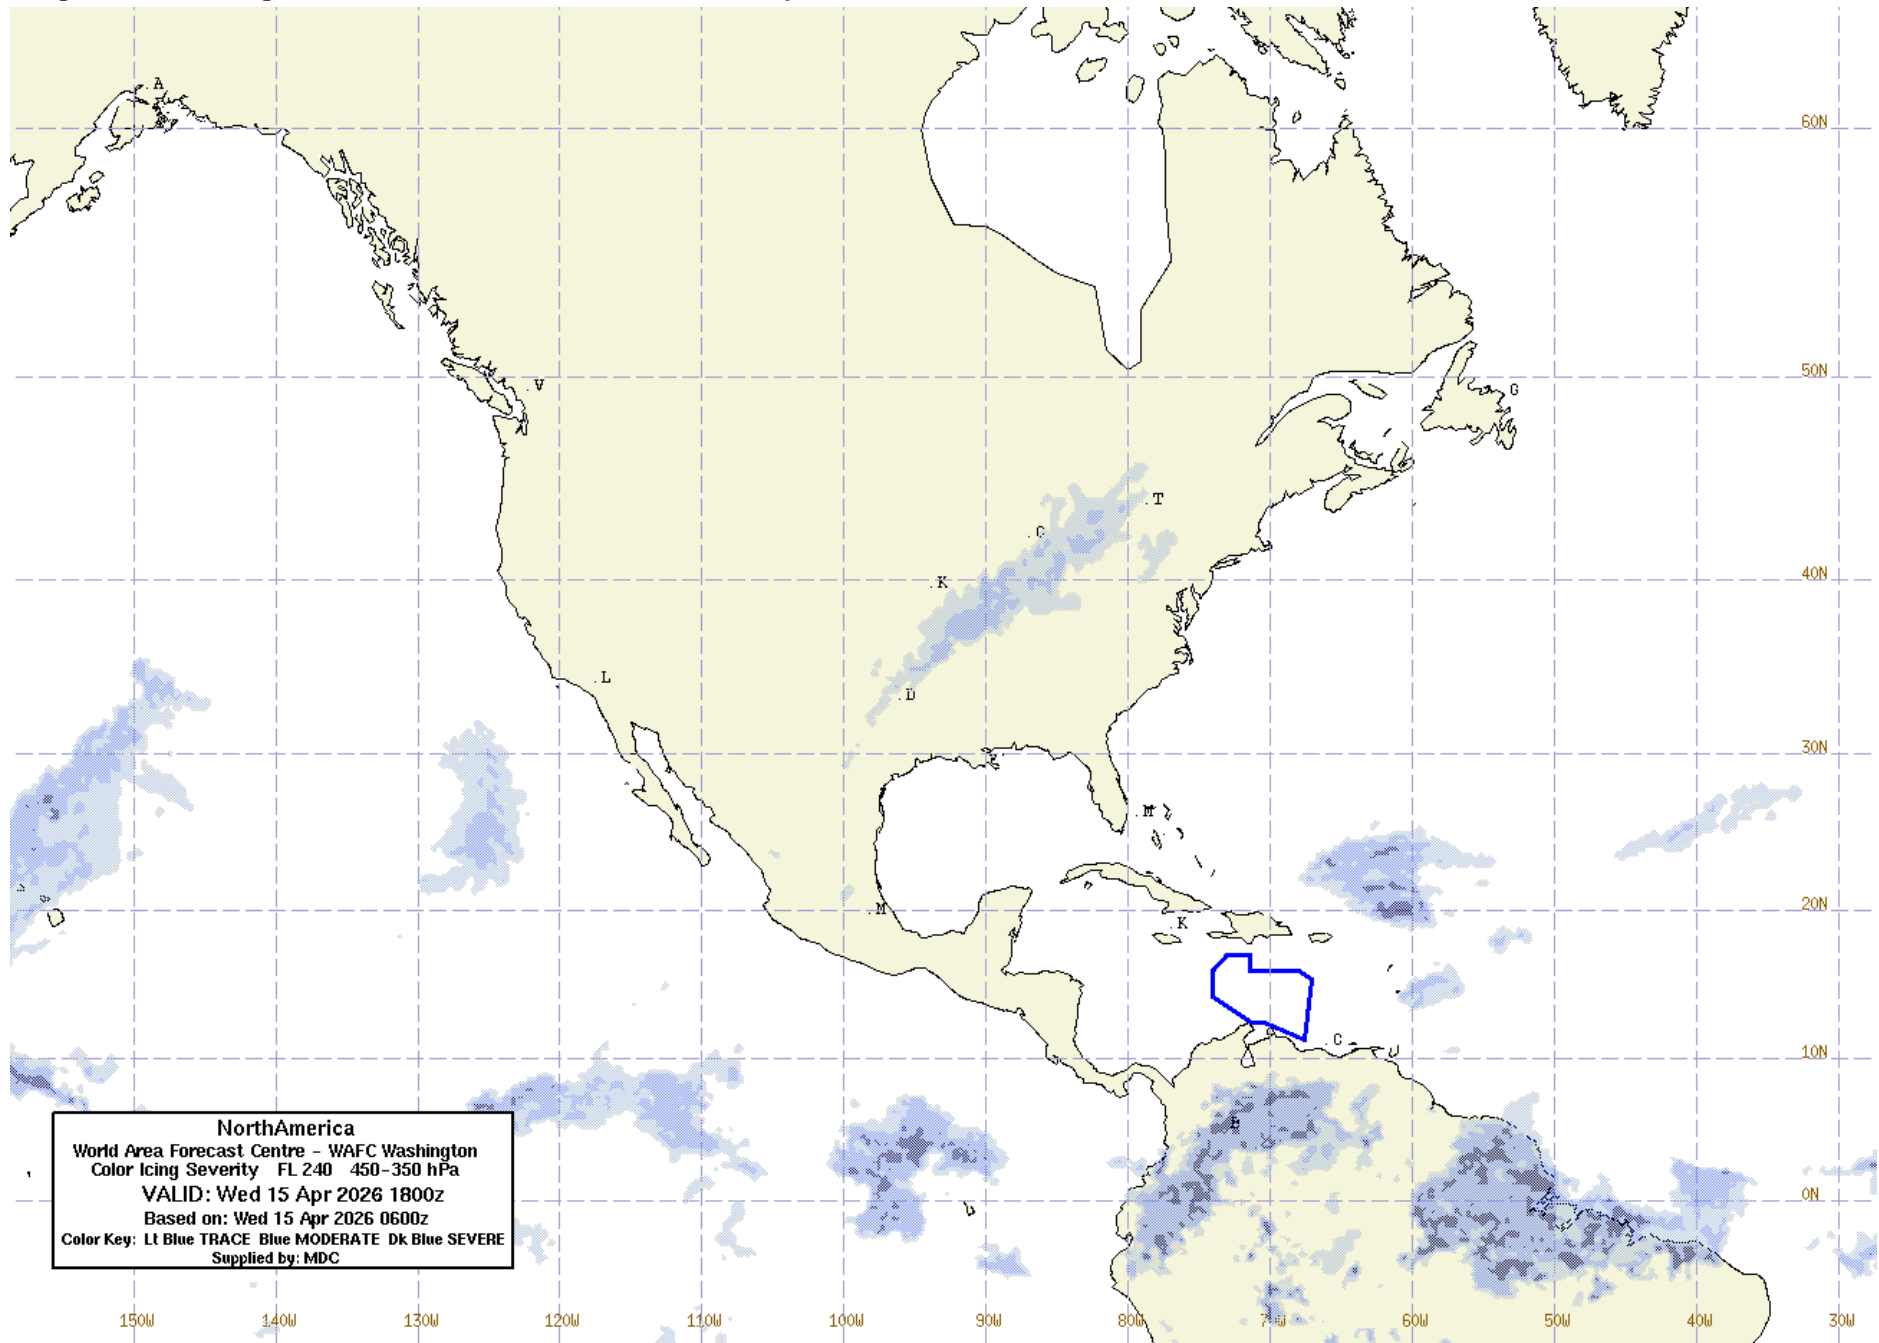 A
60N
50N
V
G
T
C
40N
K
L
D
30N
M
20N
M
K
C
10N
B
0N
NorthAmerica
World Area Forecast Centre - WAFC Washington
Color Icing Severity FL 240 450-350 hPa
VALID: Wed 15 Apr 2026 1800z
Based on: Wed 15 Apr 2026 0600z
Color Key: Lt Blue TRACE Blue MODERATE Dk Blue SEVERE
Supplied by: MDC
150W 140W 130W 120W 110W 100W 90W 80W 70W 60W 50W 40W 30W